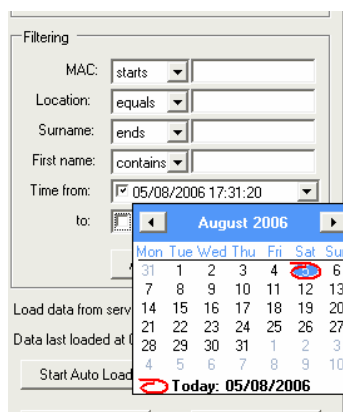 Filtering
MAC: starts
Location: equals
Surname: ends
First name: contains
Time from: 05/08/2006 17:31:20
to:
August 2006
Mon Tue Wed Thu Fri Sat Sun
31 1 2 3 4 5 6
7 8 9 10 11 12 13
14 15 16 17 18 19 20
Load data from serv
21 22 23 24 25 26 27
Data last loaded at
28 29 30 31 1 2 3
4 5 6 7 8 9 10
Start Auto Load
Today: 05/08/2006